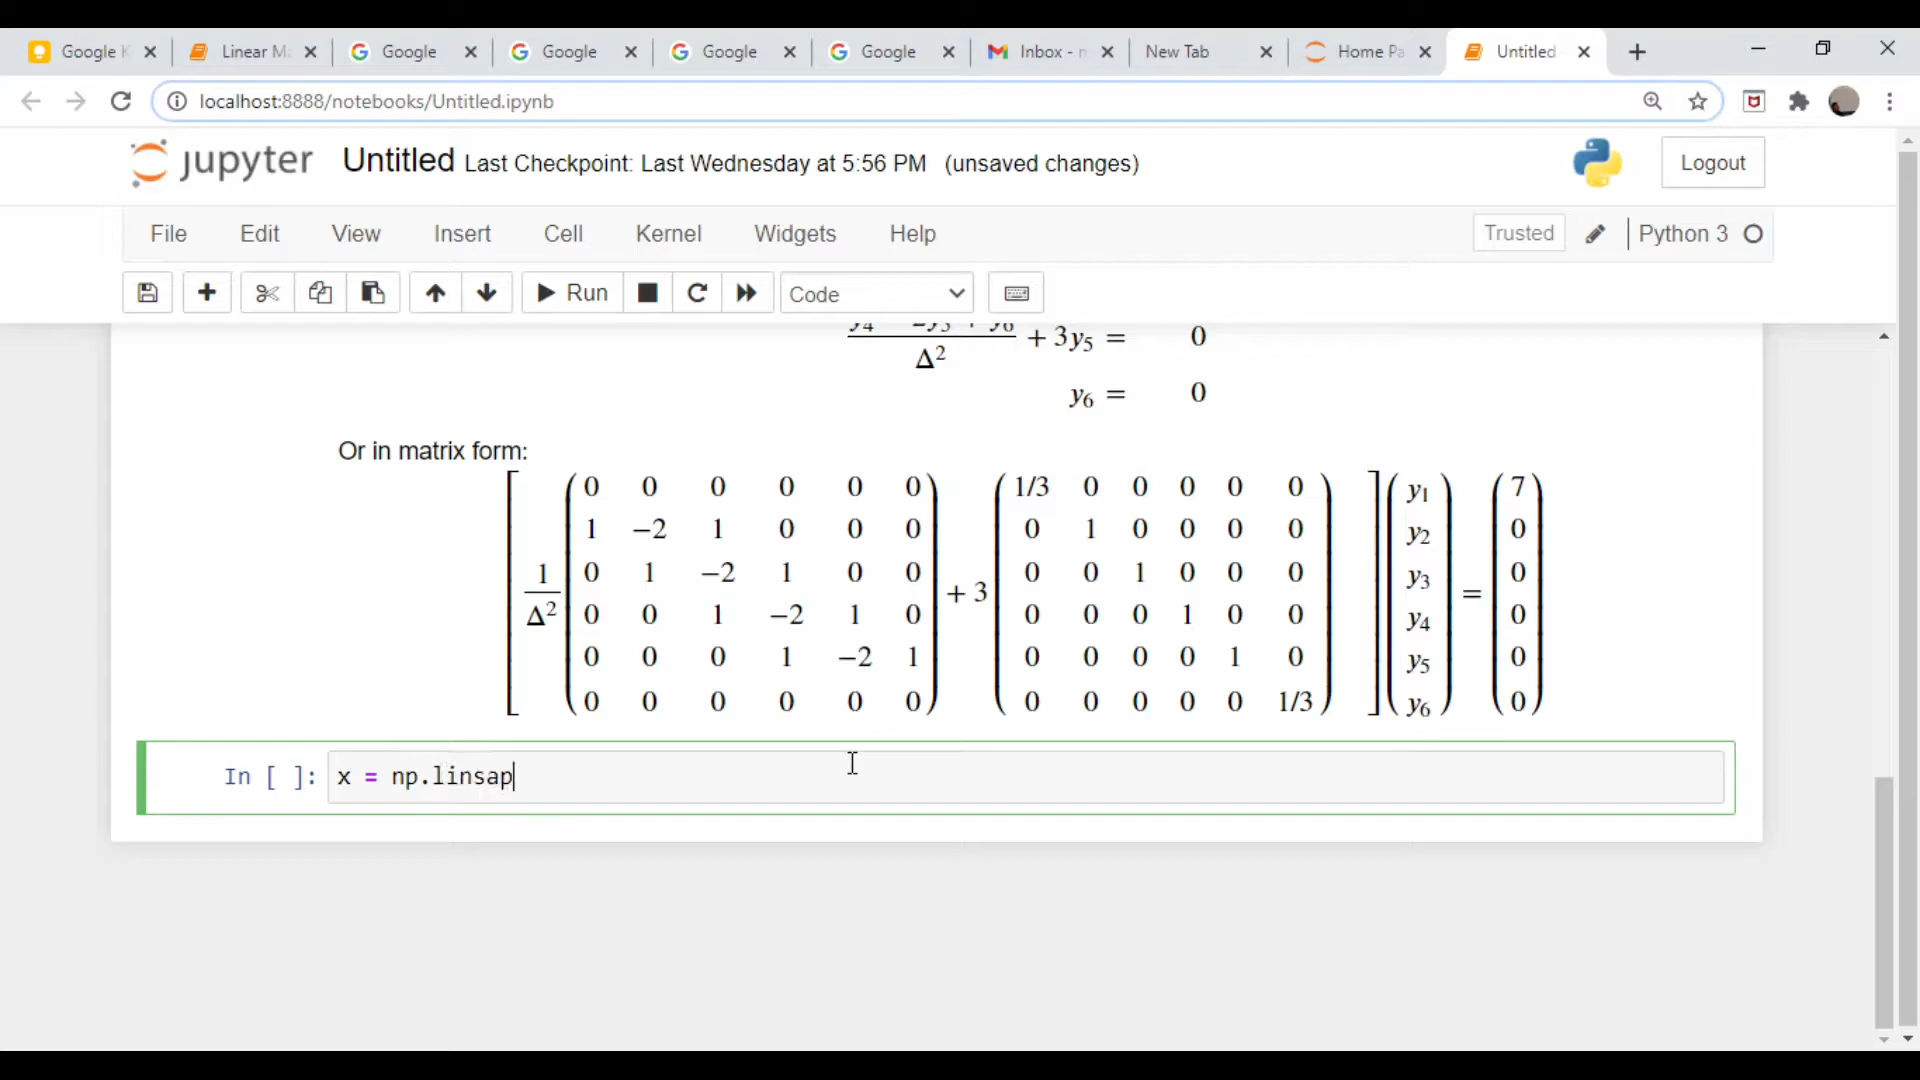 Google K Linear Ma Google Google Google Google Inbox - n New Tab Home Pa Untitled
localhost:8888/notebooks/Untitled.ipynb
jupyter Untitled Last Checkpoint: Last Wednesday at 5:56 PM (unsaved changes) Logout
File Edit View Insert Cell Kernel Widgets Help Trusted Python 3
Run Code
y4 − 2y5 + y6
+ 3y5 = 0
Δ²
y6 = 0
Or in matrix form:
0 0 0 0 0 0 1/3 0 0 0 0 0 y1 7
1 −2 1 0 0 0 0 1 0 0 0 0 y2 0
1 0 1 −2 1 0 0 0 0 1 0 0 0 y3 0
+ 3 =
Δ² 0 0 1 −2 1 0 0 0 0 1 0 0 y4 0
0 0 0 1 −2 1 0 0 0 0 1 0 y5 0
0 0 0 0 0 0 0 0 0 0 0 1/3 y6 0
In [ ]: x = np.linsap